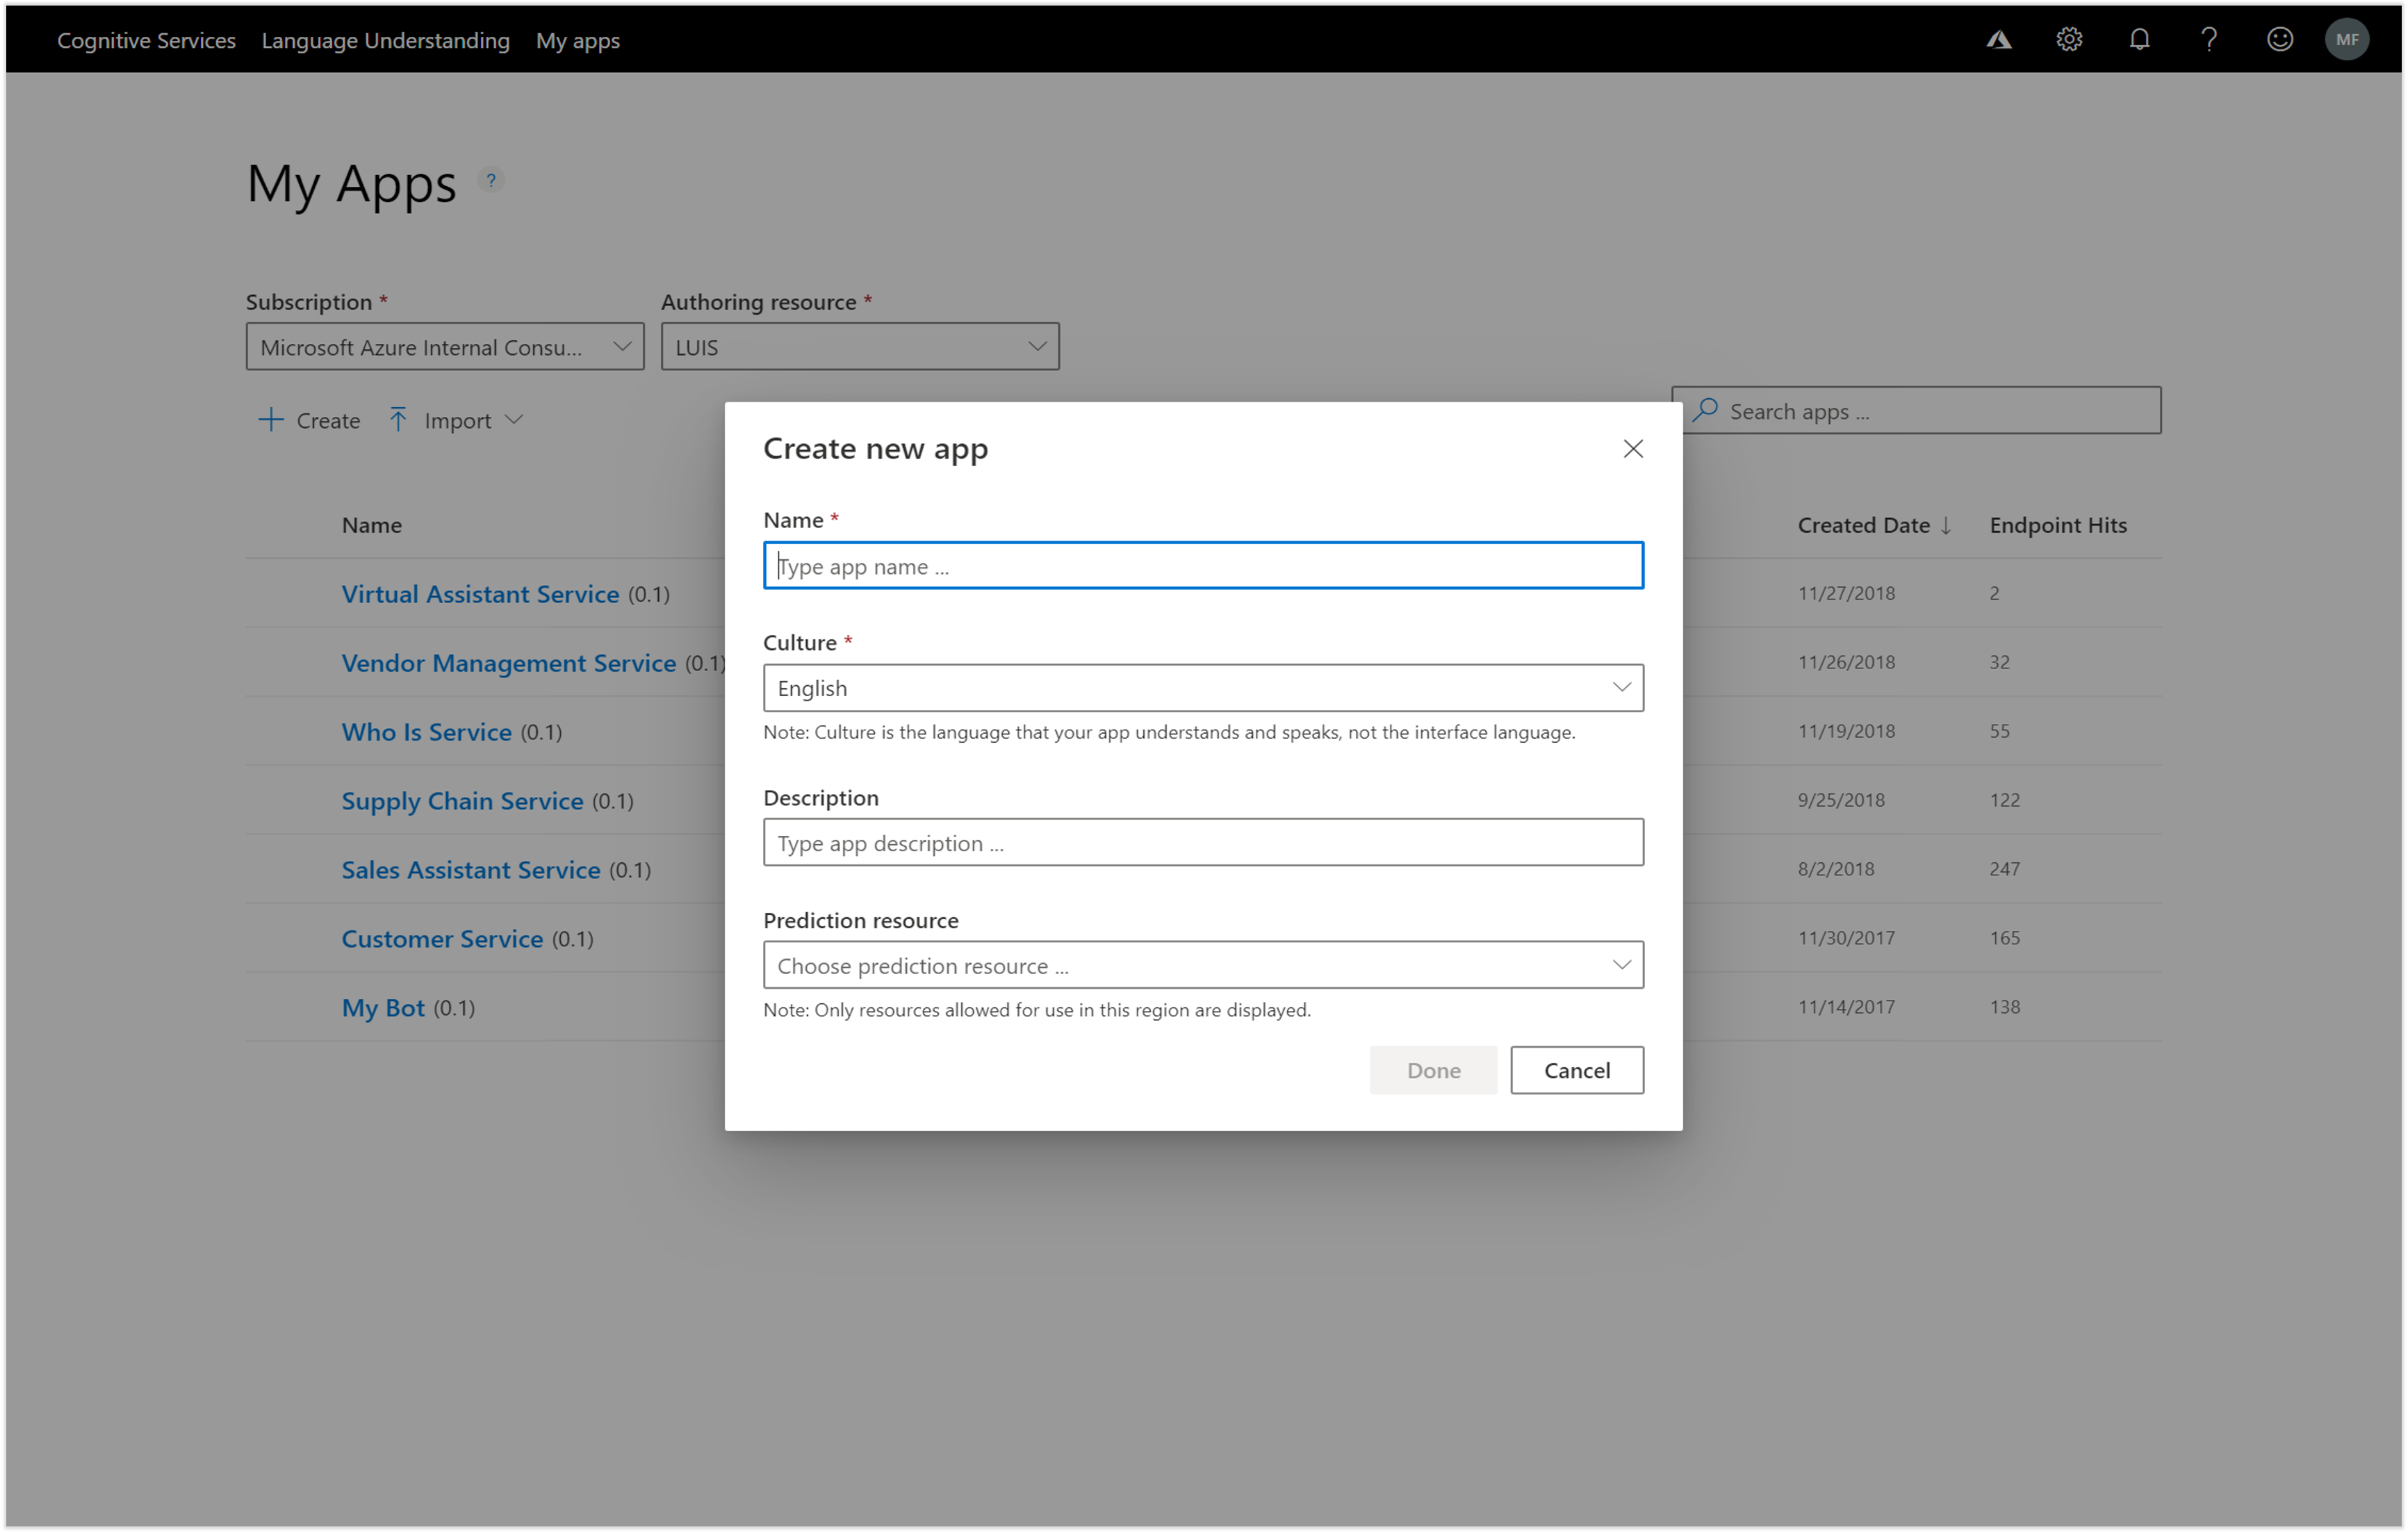 Cognitive Services Language Understanding My apps
MF
My Apps ?
Subscription * Authoring resource *
Microsoft Azure Internal Consu... LUIS
Create Import
Search apps ...
Create new app
Name *
Type app name ...
Culture *
English
Note: Culture is the language that your app understands and speaks, not the interface language.
Description
Type app description ...
Prediction resource
Choose prediction resource ...
Note: Only resources allowed for use in this region are displayed.
Done Cancel
Name Created Date ↓ Endpoint Hits
Virtual Assistant Service (0.1) 11/27/2018 2
Vendor Management Service (0.1) 11/26/2018 32
Who Is Service (0.1) 11/19/2018 55
Supply Chain Service (0.1) 9/25/2018 122
Sales Assistant Service (0.1) 8/2/2018 247
Customer Service (0.1) 11/30/2017 165
My Bot (0.1) 11/14/2017 138